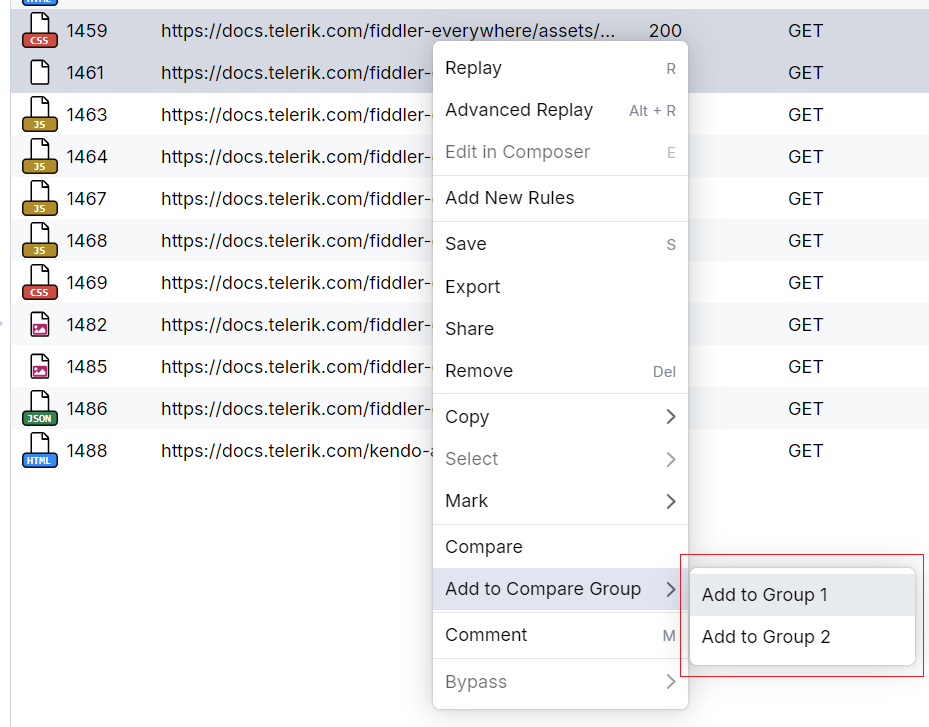 HTML
CSS 1459 https://docs.telerik.com/fiddler-everywhere/assets/... 200 GET
1461 https://docs.telerik.com/fiddler- GET
JS 1463 https://docs.telerik.com/fiddler- GET
JS 1464 https://docs.telerik.com/fiddler- GET
JS 1467 https://docs.telerik.com/fiddler- GET
JS 1468 https://docs.telerik.com/fiddler- GET
CSS 1469 https://docs.telerik.com/fiddler- GET
1482 https://docs.telerik.com/fiddler- GET
1485 https://docs.telerik.com/fiddler- GET
JSON 1486 https://docs.telerik.com/fiddler- GET
HTML 1488 https://docs.telerik.com/kendo- GET
Replay R
Advanced Replay Alt + R
Edit in Composer E
Add New Rules
Save S
Export
Share
Remove Del
Copy
Select
Mark
Compare
Add to Compare Group
Comment M
Bypass
Add to Group 1
Add to Group 2